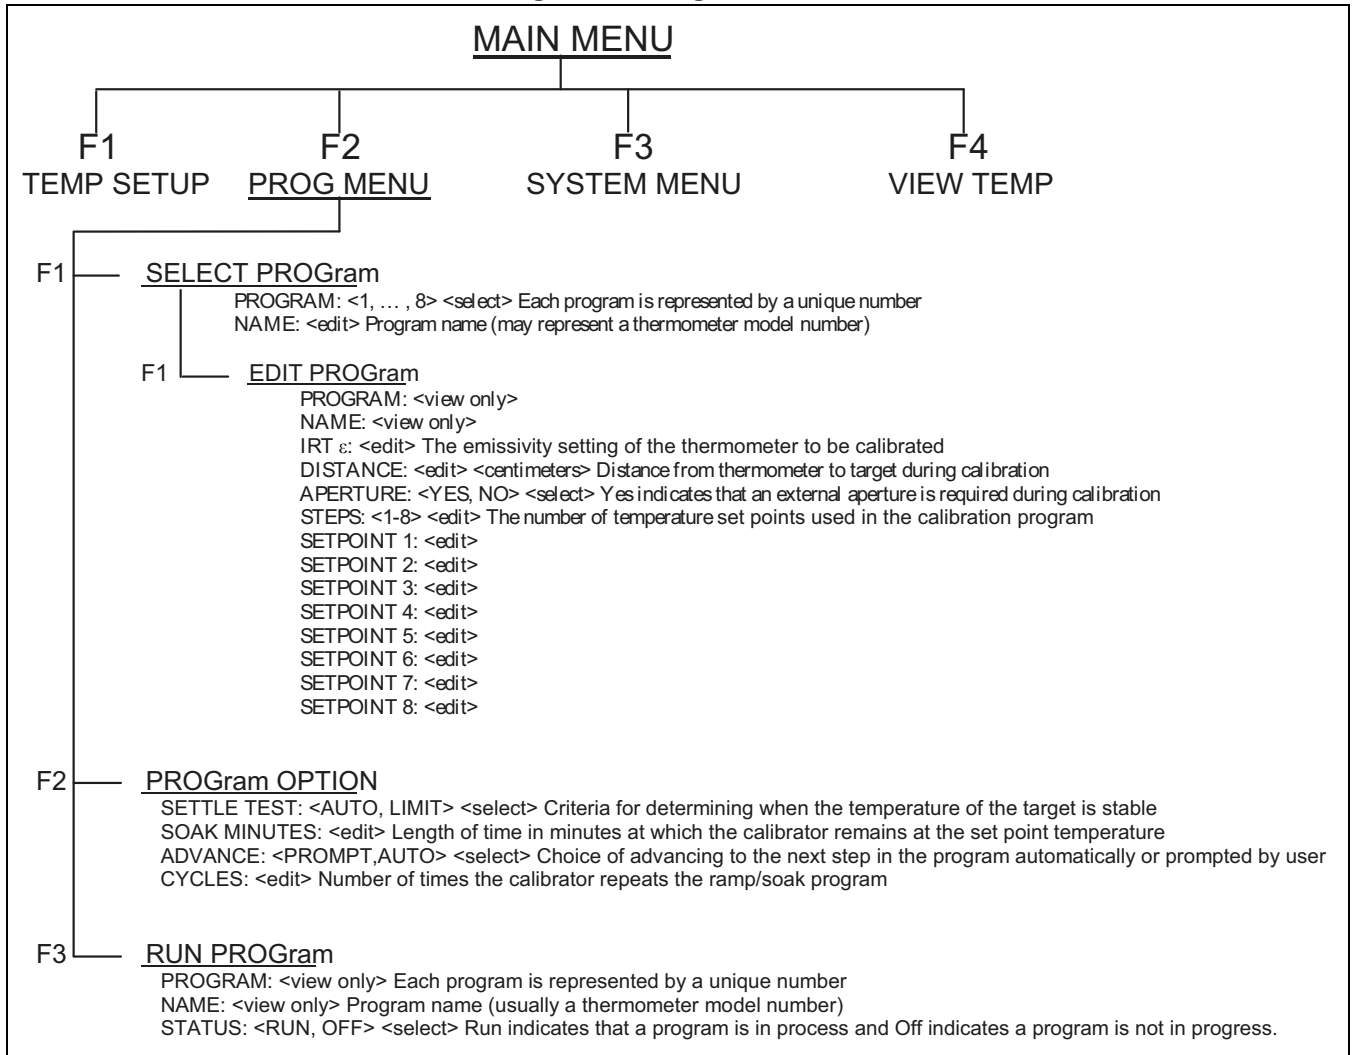 MAIN MENU
F1 F2 F3 F4
TEMP SETUP PROG MENU SYSTEM MENU VIEW TEMP
F1 SELECT PROGram
PROGRAM: <1, … , 8> <select> Each program is represented by a unique number
NAME: <edit> Program name (may represent a thermometer model number)
F1 EDIT PROGram
PROGRAM: <view only>
NAME: <view only>
IRT ε: <edit> The emissivity setting of the thermometer to be calibrated
DISTANCE: <edit> <centimeters> Distance from thermometer to target during calibration
APERTURE: <YES, NO> <select> Yes indicates that an external aperture is required during calibration
STEPS: <1-8> <edit> The number of temperature set points used in the calibration program
SETPOINT 1: <edit>
SETPOINT 2: <edit>
SETPOINT 3: <edit>
SETPOINT 4: <edit>
SETPOINT 5: <edit>
SETPOINT 6: <edit>
SETPOINT 7: <edit>
SETPOINT 8: <edit>
F2 PROGram OPTION
SETTLE TEST: <AUTO, LIMIT> <select> Criteria for determining when the temperature of the target is stable
SOAK MINUTES: <edit> Length of time in minutes at which the calibrator remains at the set point temperature
ADVANCE: <PROMPT,AUTO> <select> Choice of advancing to the next step in the program automatically or prompted by user
CYCLES: <edit> Number of times the calibrator repeats the ramp/soak program
F3 RUN PROGram
PROGRAM: <view only> Each program is represented by a unique number
NAME: <view only> Program name (usually a thermometer model number)
STATUS: <RUN, OFF> <select> Run indicates that a program is in process and Off indicates a program is not in progress.